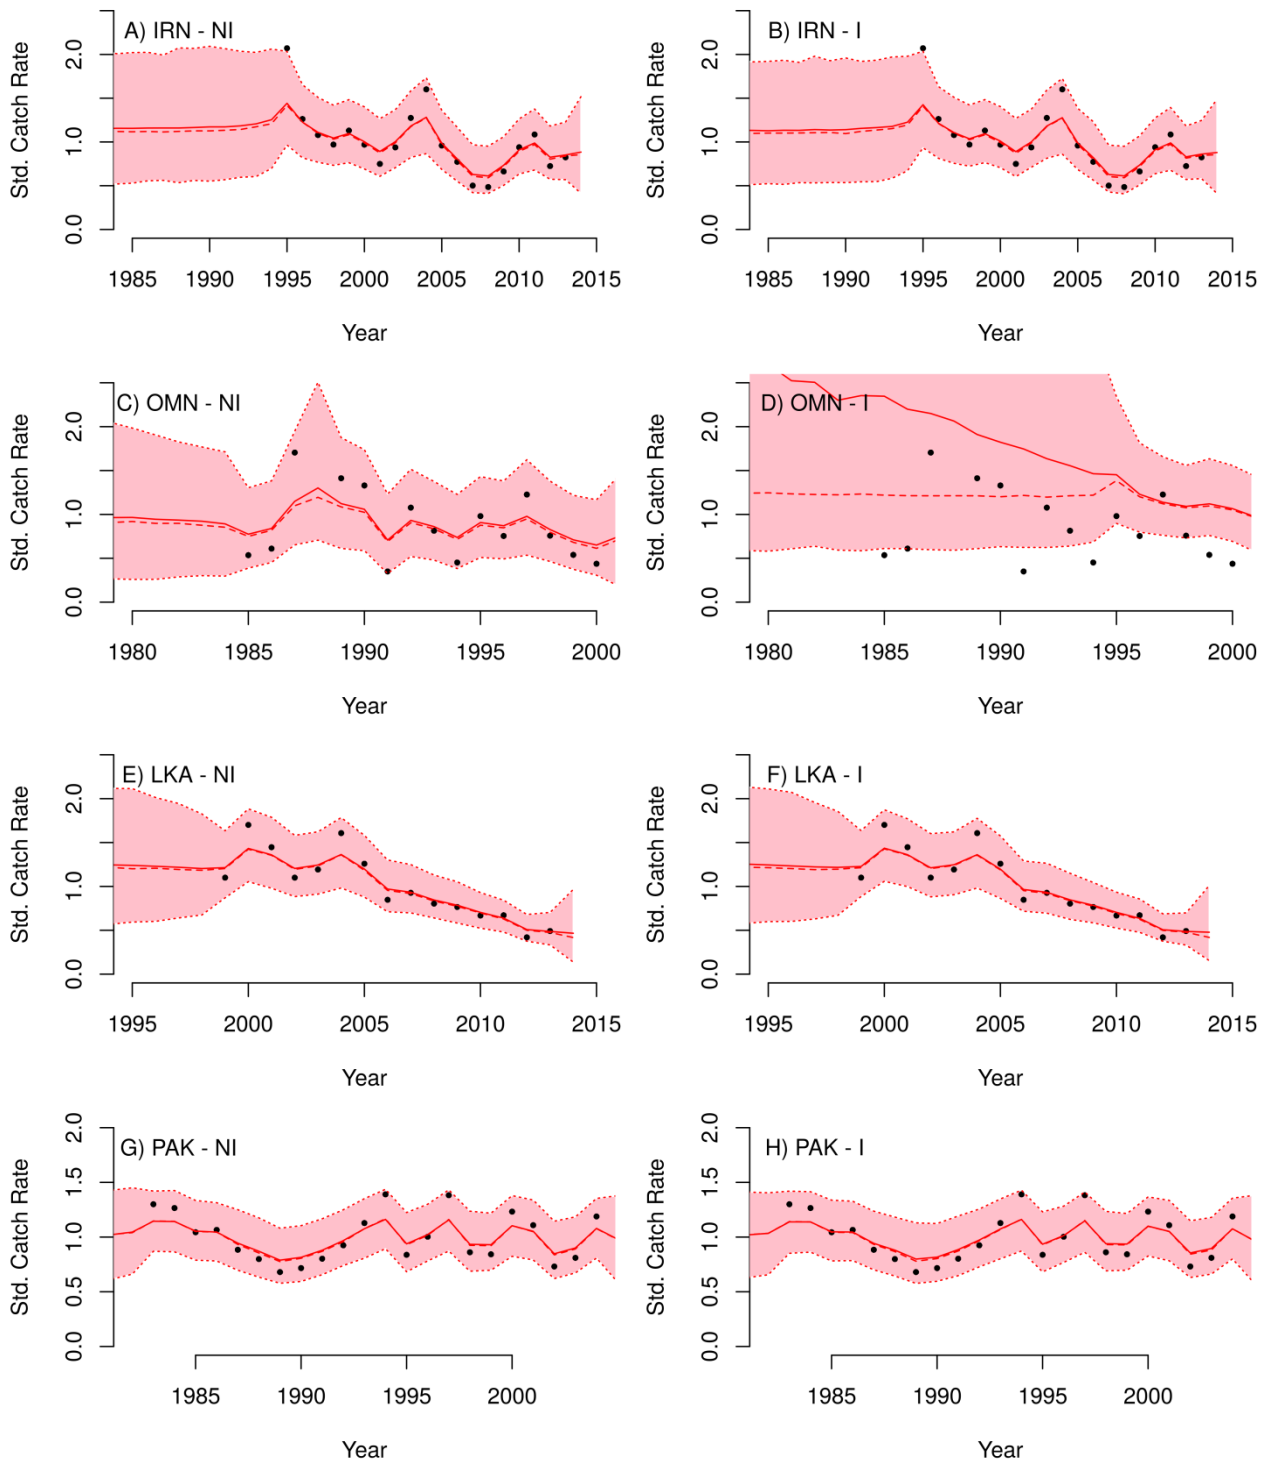 A) IRN - NI
Std. Catch Rate
0.0 1.0 2.0
1985 1990 1995 2000 2005 2010 2015
Year
B) IRN - I
Std. Catch Rate
0.0 1.0 2.0
1985 1990 1995 2000 2005 2010 2015
Year
C) OMN - NI
Std. Catch Rate
0.0 1.0 2.0
1980 1985 1990 1995 2000
Year
D) OMN - I
Std. Catch Rate
0.0 1.0 2.0
1980 1985 1990 1995 2000
Year
E) LKA - NI
Std. Catch Rate
0.0 1.0 2.0
1995 2000 2005 2010 2015
Year
F) LKA - I
Std. Catch Rate
0.0 1.0 2.0
1995 2000 2005 2010 2015
Year
G) PAK - NI
Std. Catch Rate
0.0 0.5 1.0 1.5 2.0
1985 1990 1995 2000
Year
H) PAK - I
Std. Catch Rate
0.0 0.5 1.0 1.5 2.0
1985 1990 1995 2000
Year